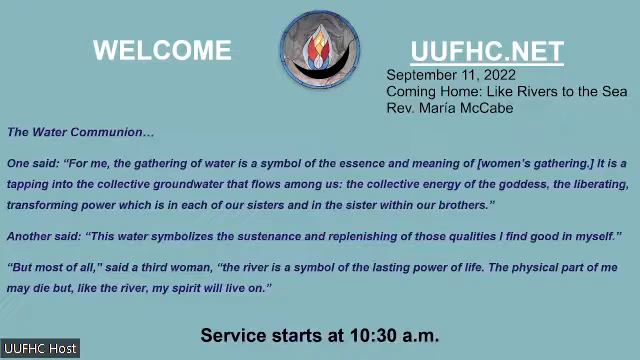 WELCOME
UUFHC.NET
September 11, 2022
Coming Home: Like Rivers to the Sea
Rev. María McCabe
The Water Communion…
One said: “For me, the gathering of water is a symbol of the essence and meaning of [women’s gathering.] It is a
tapping into the collective groundwater that flows among us: the collective energy of the goddess, the liberating,
transforming power which is in each of our sisters and in the sister within our brothers.”
Another said: “This water symbolizes the sustenance and replenishing of those qualities I find good in myself.”
“But most of all,” said a third woman, “the river is a symbol of the lasting power of life. The physical part of me
may die but, like the river, my spirit will live on.”
Service starts at 10:30 a.m.
UUFHC Host